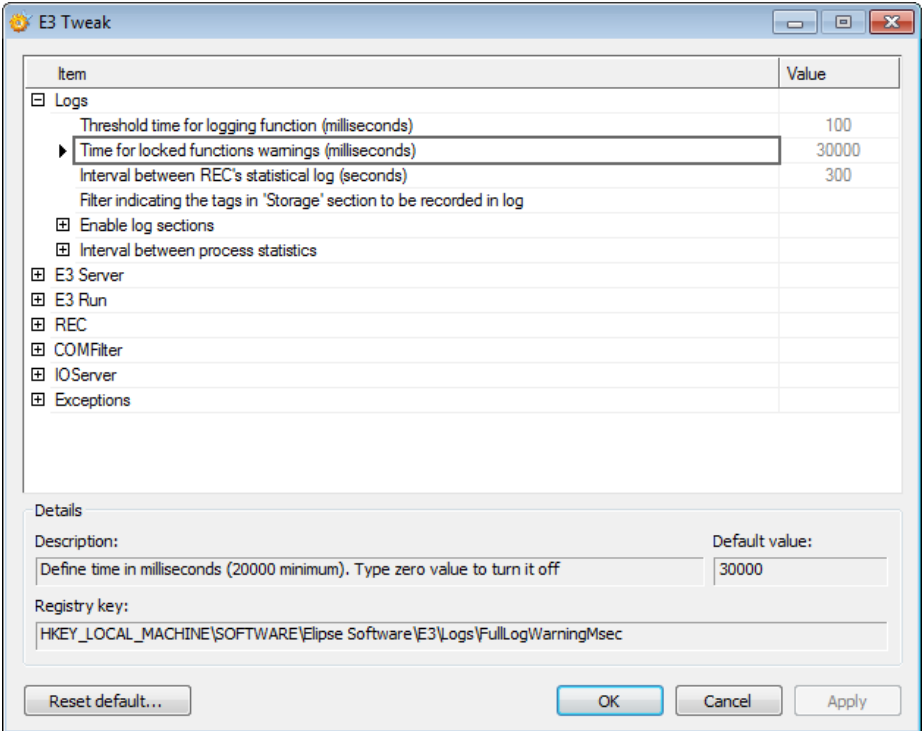 E3 Tweak
Item Value
Logs
Threshold time for logging function (milliseconds) 100
Time for locked functions warnings (milliseconds) 30000
Interval between REC's statistical log (seconds) 300
Filter indicating the tags in 'Storage' section to be recorded in log
Enable log sections
Interval between process statistics
E3 Server
E3 Run
REC
COMFilter
IOServer
Exceptions
Details
Description: Default value:
Define time in milliseconds (20000 minimum). Type zero value to turn it off 30000
Registry key:
HKEY_LOCAL_MACHINE\SOFTWARE\Elipse Software\E3\Logs\FullLogWarningMsec
Reset default... OK Cancel Apply